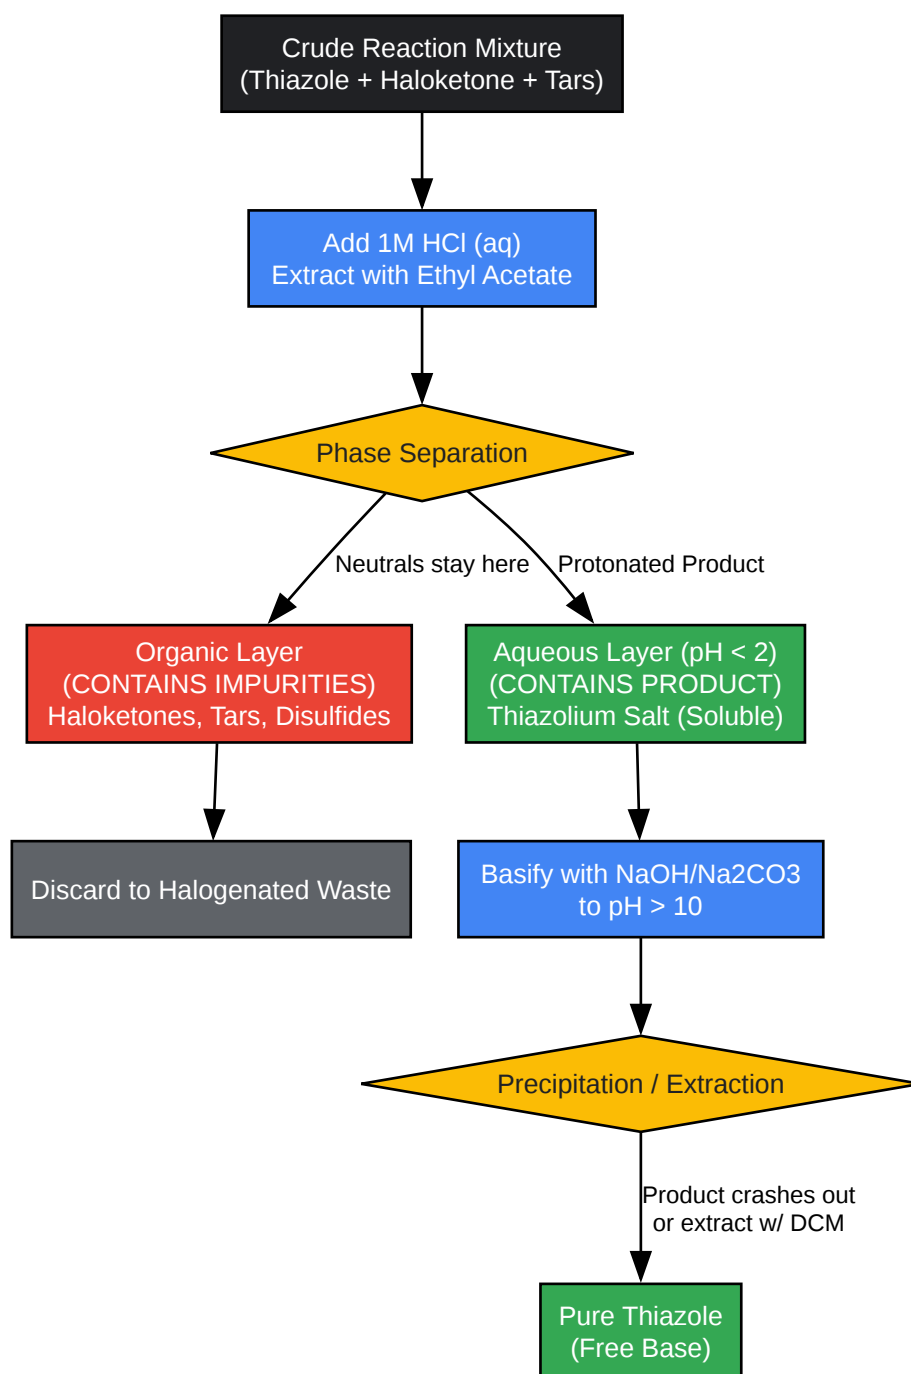 Crude Reaction Mixture
(Thiazole + Haloketone + Tars)
Add 1M HCl (aq)
Extract with Ethyl Acetate
Phase Separation
Neutrals stay here
Protonated Product
Organic Layer
(CONTAINS IMPURITIES)
Haloketones, Tars, Disulfides
Aqueous Layer (pH < 2)
(CONTAINS PRODUCT)
Thiazolium Salt (Soluble)
Discard to Halogenated Waste
Basify with NaOH/Na2CO3
to pH > 10
Precipitation / Extraction
Product crashes out
or extract w/ DCM
Pure Thiazole
(Free Base)